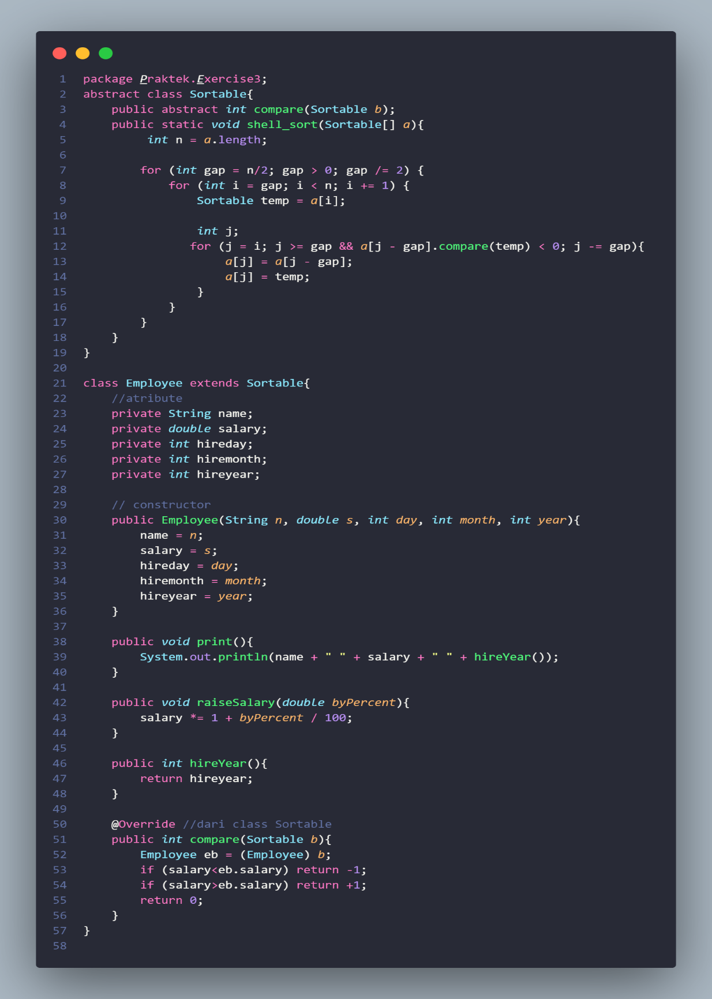 1 package Praktek.Exercise3;
2 abstract class Sortable{
3     public abstract int compare(Sortable b);
4     public static void shell_sort(Sortable[] a){
5          int n = a.length;
6
7         for (int gap = n/2; gap > 0; gap /= 2) {
8             for (int i = gap; i < n; i += 1) {
9                 Sortable temp = a[i];
10
11                 int j;
12                for (j = i; j >= gap && a[j - gap].compare(temp) < 0; j -= gap){
13                     a[j] = a[j - gap];
14                     a[j] = temp;
15                 }
16             }
17         }
18     }
19 }
20
21 class Employee extends Sortable{
22     //atribute
23     private String name;
24     private double salary;
25     private int hireday;
26     private int hiremonth;
27     private int hireyear;
28
29     // constructor
30     public Employee(String n, double s, int day, int month, int year){
31         name = n;
32         salary = s;
33         hireday = day;
34         hiremonth = month;
35         hireyear = year;
36     }
37
38     public void print(){
39         System.out.println(name + " " + salary + " " + hireYear());
40     }
41
42     public void raiseSalary(double byPercent){
43         salary *= 1 + byPercent / 100;
44     }
45
46     public int hireYear(){
47         return hireyear;
48     }
49
50     @Override //dari class Sortable
51     public int compare(Sortable b){
52         Employee eb = (Employee) b;
53         if (salary<eb.salary) return -1;
54         if (salary>eb.salary) return +1;
55         return 0;
56     }
57 }
58